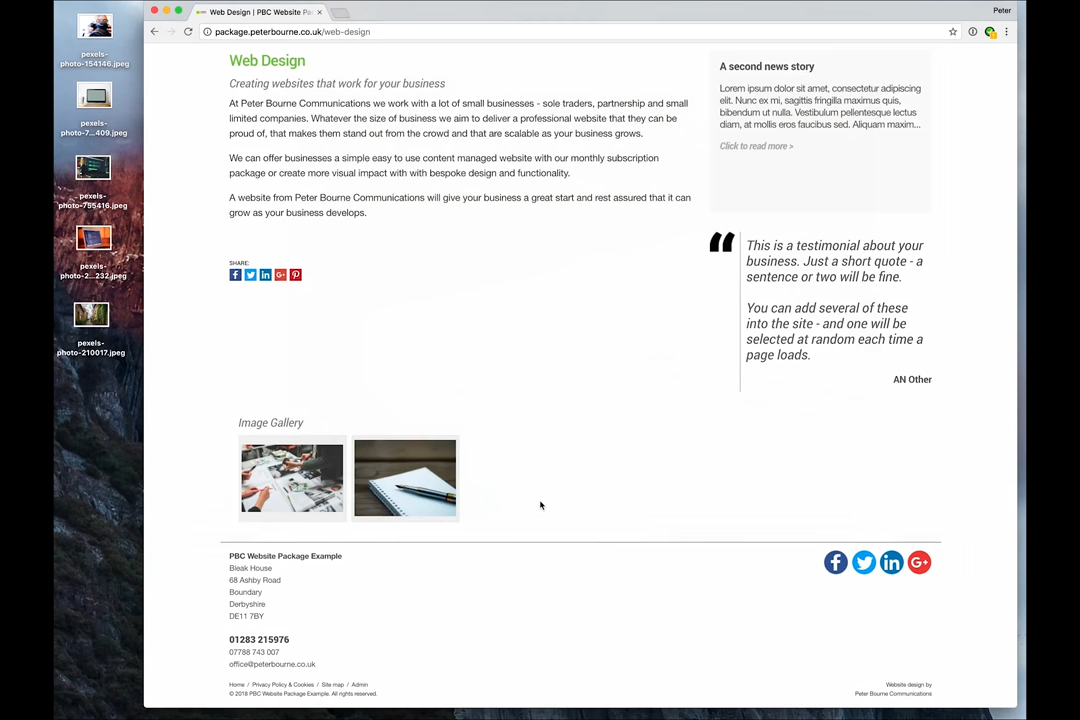 Web Design | PBC Website Pa
Peter
package.peterbourne.co.uk/web-design
pexels-
photo-154146.jpeg
pexels-
photo-7...409.jpeg
pexels-
photo-755416.jpeg
pexels-
photo-2...232.jpeg
pexels-
photo-210017.jpeg
Web Design
Creating websites that work for your business
At Peter Bourne Communications we work with a lot of small businesses - sole traders, partnership and small
limited companies. Whatever the size of business we aim to deliver a professional website that they can be
proud of, that makes them stand out from the crowd and that are scalable as your business grows.
We can offer businesses a simple easy to use content managed website with our monthly subscription
package or create more visual impact with with bespoke design and functionality.
A website from Peter Bourne Communications will give your business a great start and rest assured that it can
grow as your business develops.
SHARE:
A second news story
Lorem ipsum dolor sit amet, consectetur adipiscing
elit. Nunc ex mi, sagittis fringilla maximus quis,
bibendum ut nulla. Vestibulum pellentesque lectus
diam, at mollis eros faucibus sed. Aliquam maxim...
Click to read more >
This is a testimonial about your
business. Just a short quote - a
sentence or two will be fine.
You can add several of these
into the site - and one will be
selected at random each time a
page loads.
AN Other
Image Gallery
PBC Website Package Example
Bleak House
68 Ashby Road
Boundary
Derbyshire
DE11 7BY
01283 215976
07788 743 007
office@peterbourne.co.uk
Home / Privacy Policy & Cookies / Site map / Admin
© 2018 PBC Website Package Example. All rights reserved.
Website design by
Peter Bourne Communications